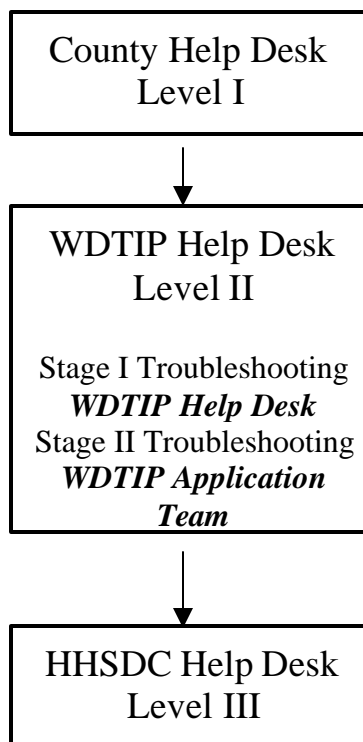 County Help Desk
Level I
WDTIP Help Desk
Level II
Stage I Troubleshooting
WDTIP Help Desk
Stage II Troubleshooting
WDTIP Application
Team
HHSDC Help Desk
Level III